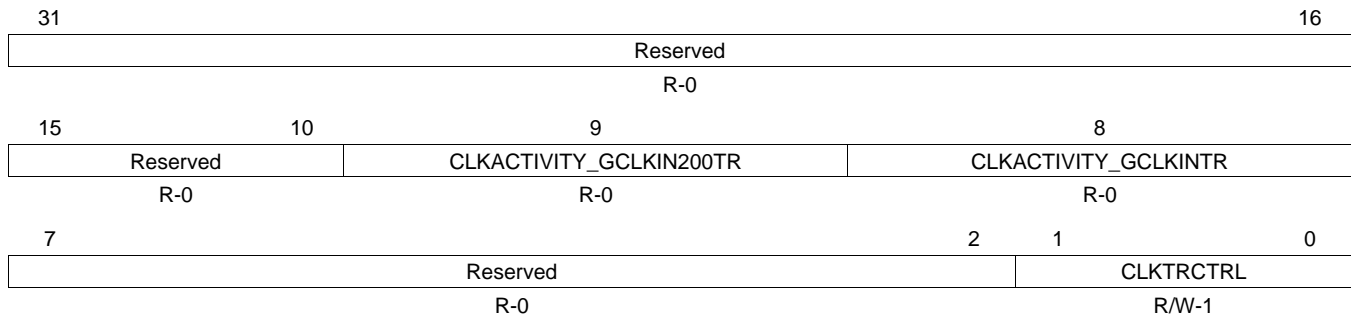 31 16
Reserved
R-0
15 10 9 8
Reserved CLKACTIVITY_GCLKIN200TR CLKACTIVITY_GCLKINTR
R-0 R-0 R-0
7 2 1 0
Reserved CLKTRCTRL
R-0 R/W-1